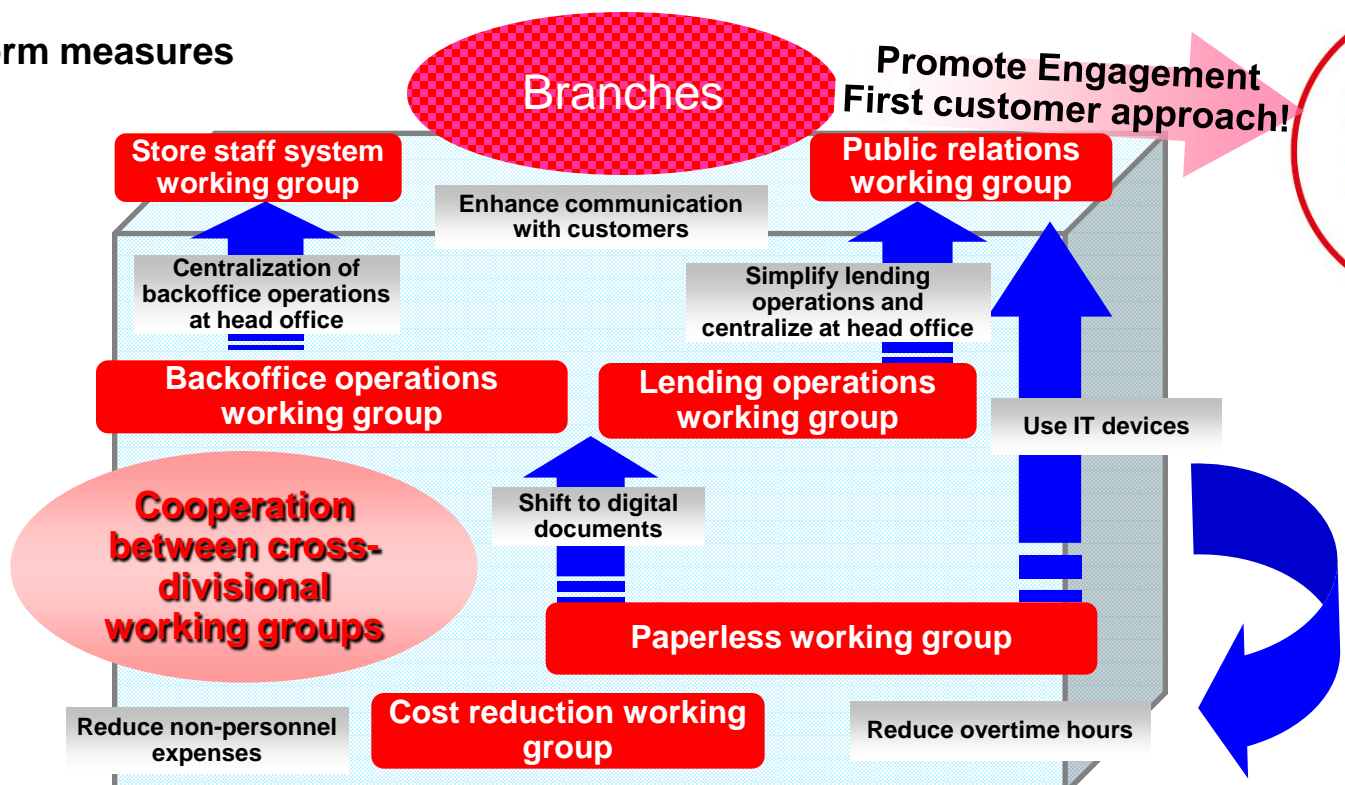 orm measures
Branches
Promote Engagement
First customer approach!
Store staff system
working group
Public relations
working group
Enhance communication
with customers
Centralization of
backoffice operations
at head office
Simplify lending
operations and
centralize at head office
Backoffice operations
working group
Lending operations
working group
Use IT devices
Cooperation
between cross-
divisional
working groups
Shift to digital
documents
Paperless working group
Reduce non-personnel
expenses
Cost reduction working
group
Reduce overtime hours